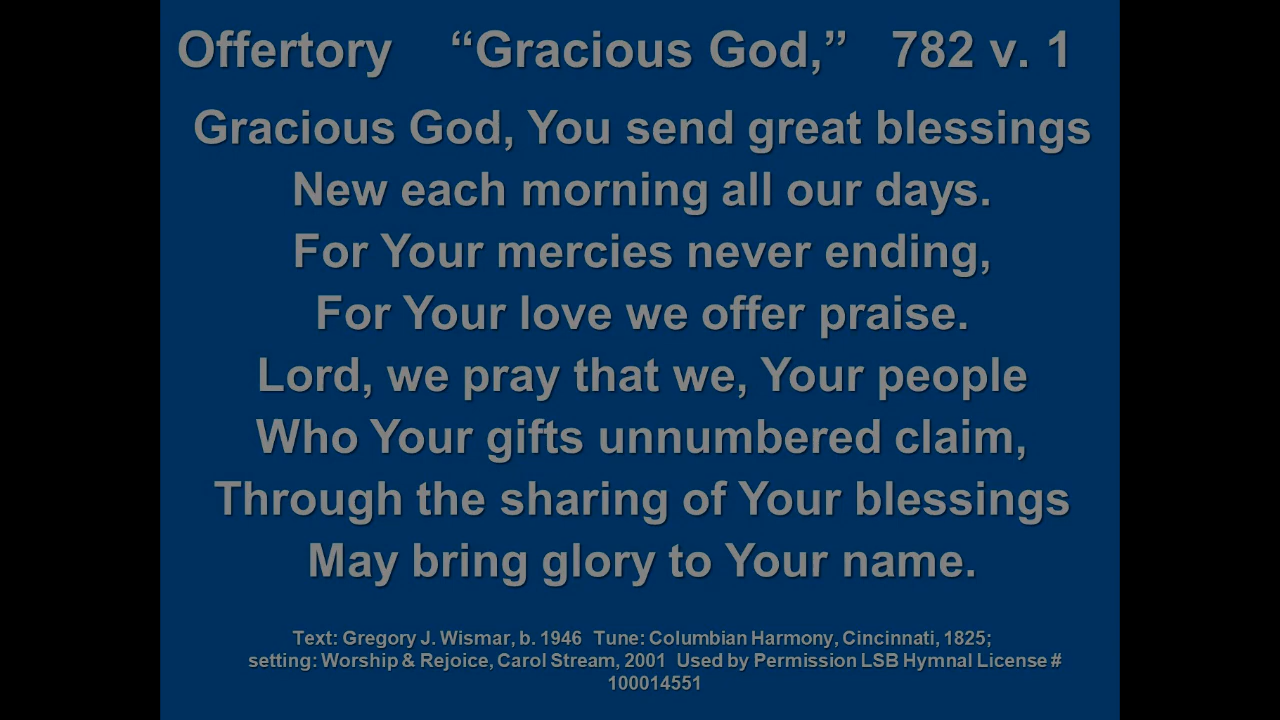 Offertory “Gracious God,” 782 v. 1
Gracious God, You send great blessings
New each morning all our days.
For Your mercies never ending,
For Your love we offer praise.
Lord, we pray that we, Your people
Who Your gifts unnumbered claim,
Through the sharing of Your blessings
May bring glory to Your name.
Text: Gregory J. Wismar, b. 1946 Tune: Columbian Harmony, Cincinnati, 1825;
setting: Worship & Rejoice, Carol Stream, 2001 Used by Permission LSB Hymnal License #
100014551